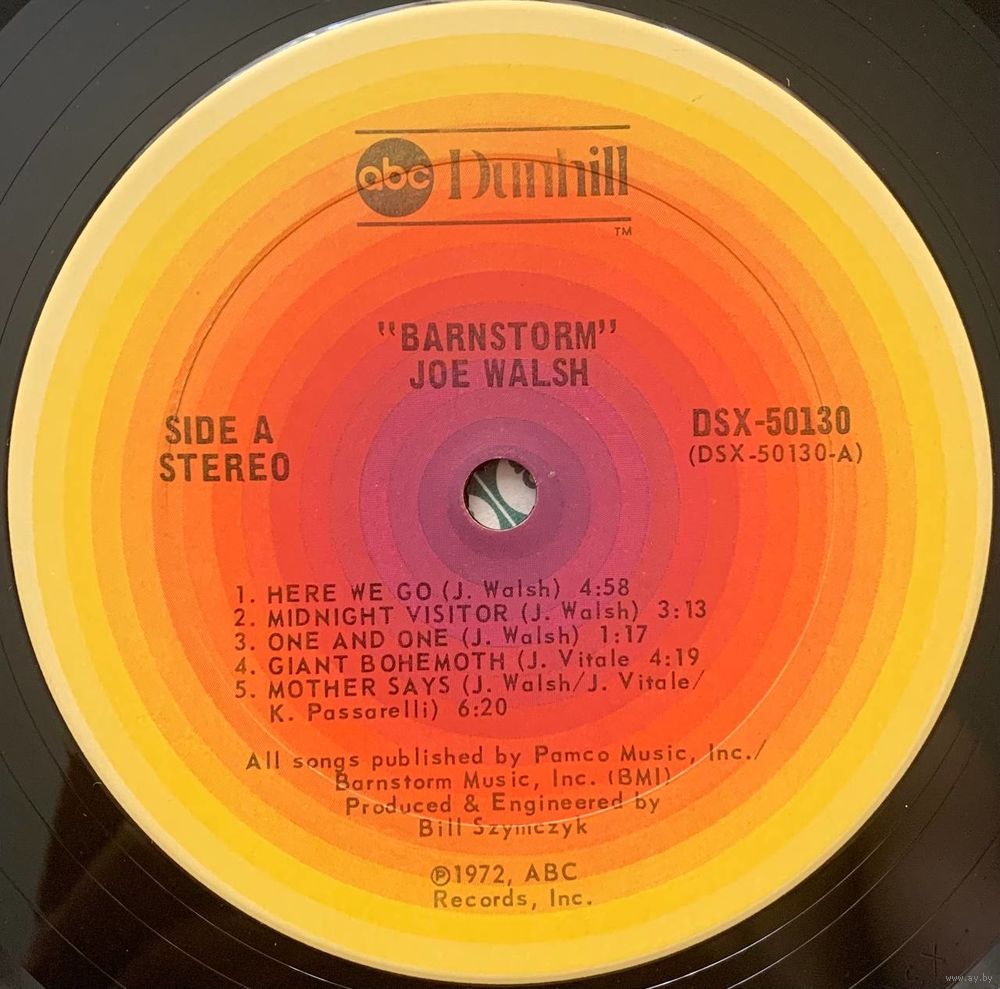 abc Dunhill
TM
"BARNSTORM"
JOE WALSH
SIDE A
STEREO
DSX-50130
(DSX-50130-A)
1. HERE WE GO (J. Walsh) 4:58
2. MIDNIGHT VISITOR (J. Walsh) 3:13
3. ONE AND ONE (J. Walsh) 1:17
4. GIANT BOHEMOTH (J. Vitale 4:19
5. MOTHER SAYS (J. Walsh/J. Vitale/
K. Passarelli) 6:20
All songs published by Pamco Music, Inc./
Barnstorm Music, Inc. (BMI)
Produced & Engineered by
Bill Szymczyk
℗1972, ABC
Records, Inc.
www.ay.by